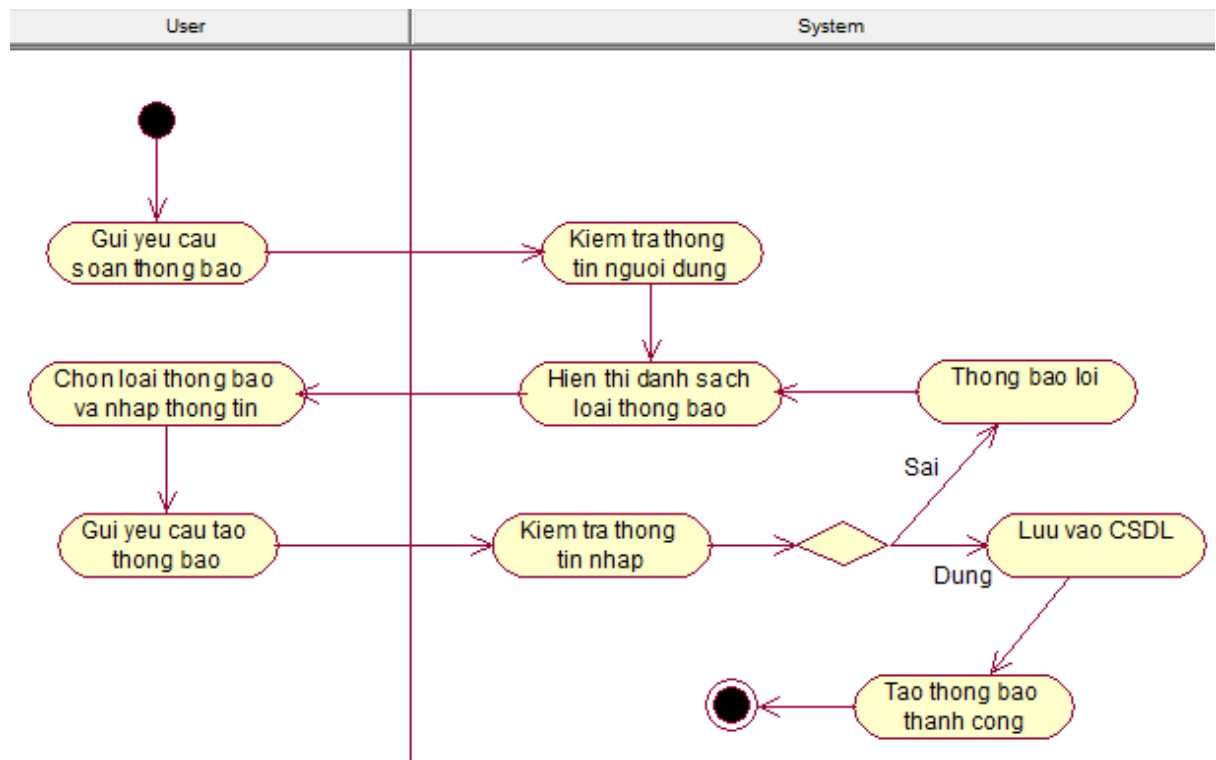 User
System
Gui yeu cau
soan thong bao
Kiem tra thong
tin nguoi dung
Chon loai thong bao
va nhap thong tin
Hien thi danh sach
loai thong bao
Thong bao loi
Sai
Gui yeu cau tao
thong bao
Kiem tra thong
tin nhap
Luu vao CSDL
Dung
Tao thong bao
thanh cong